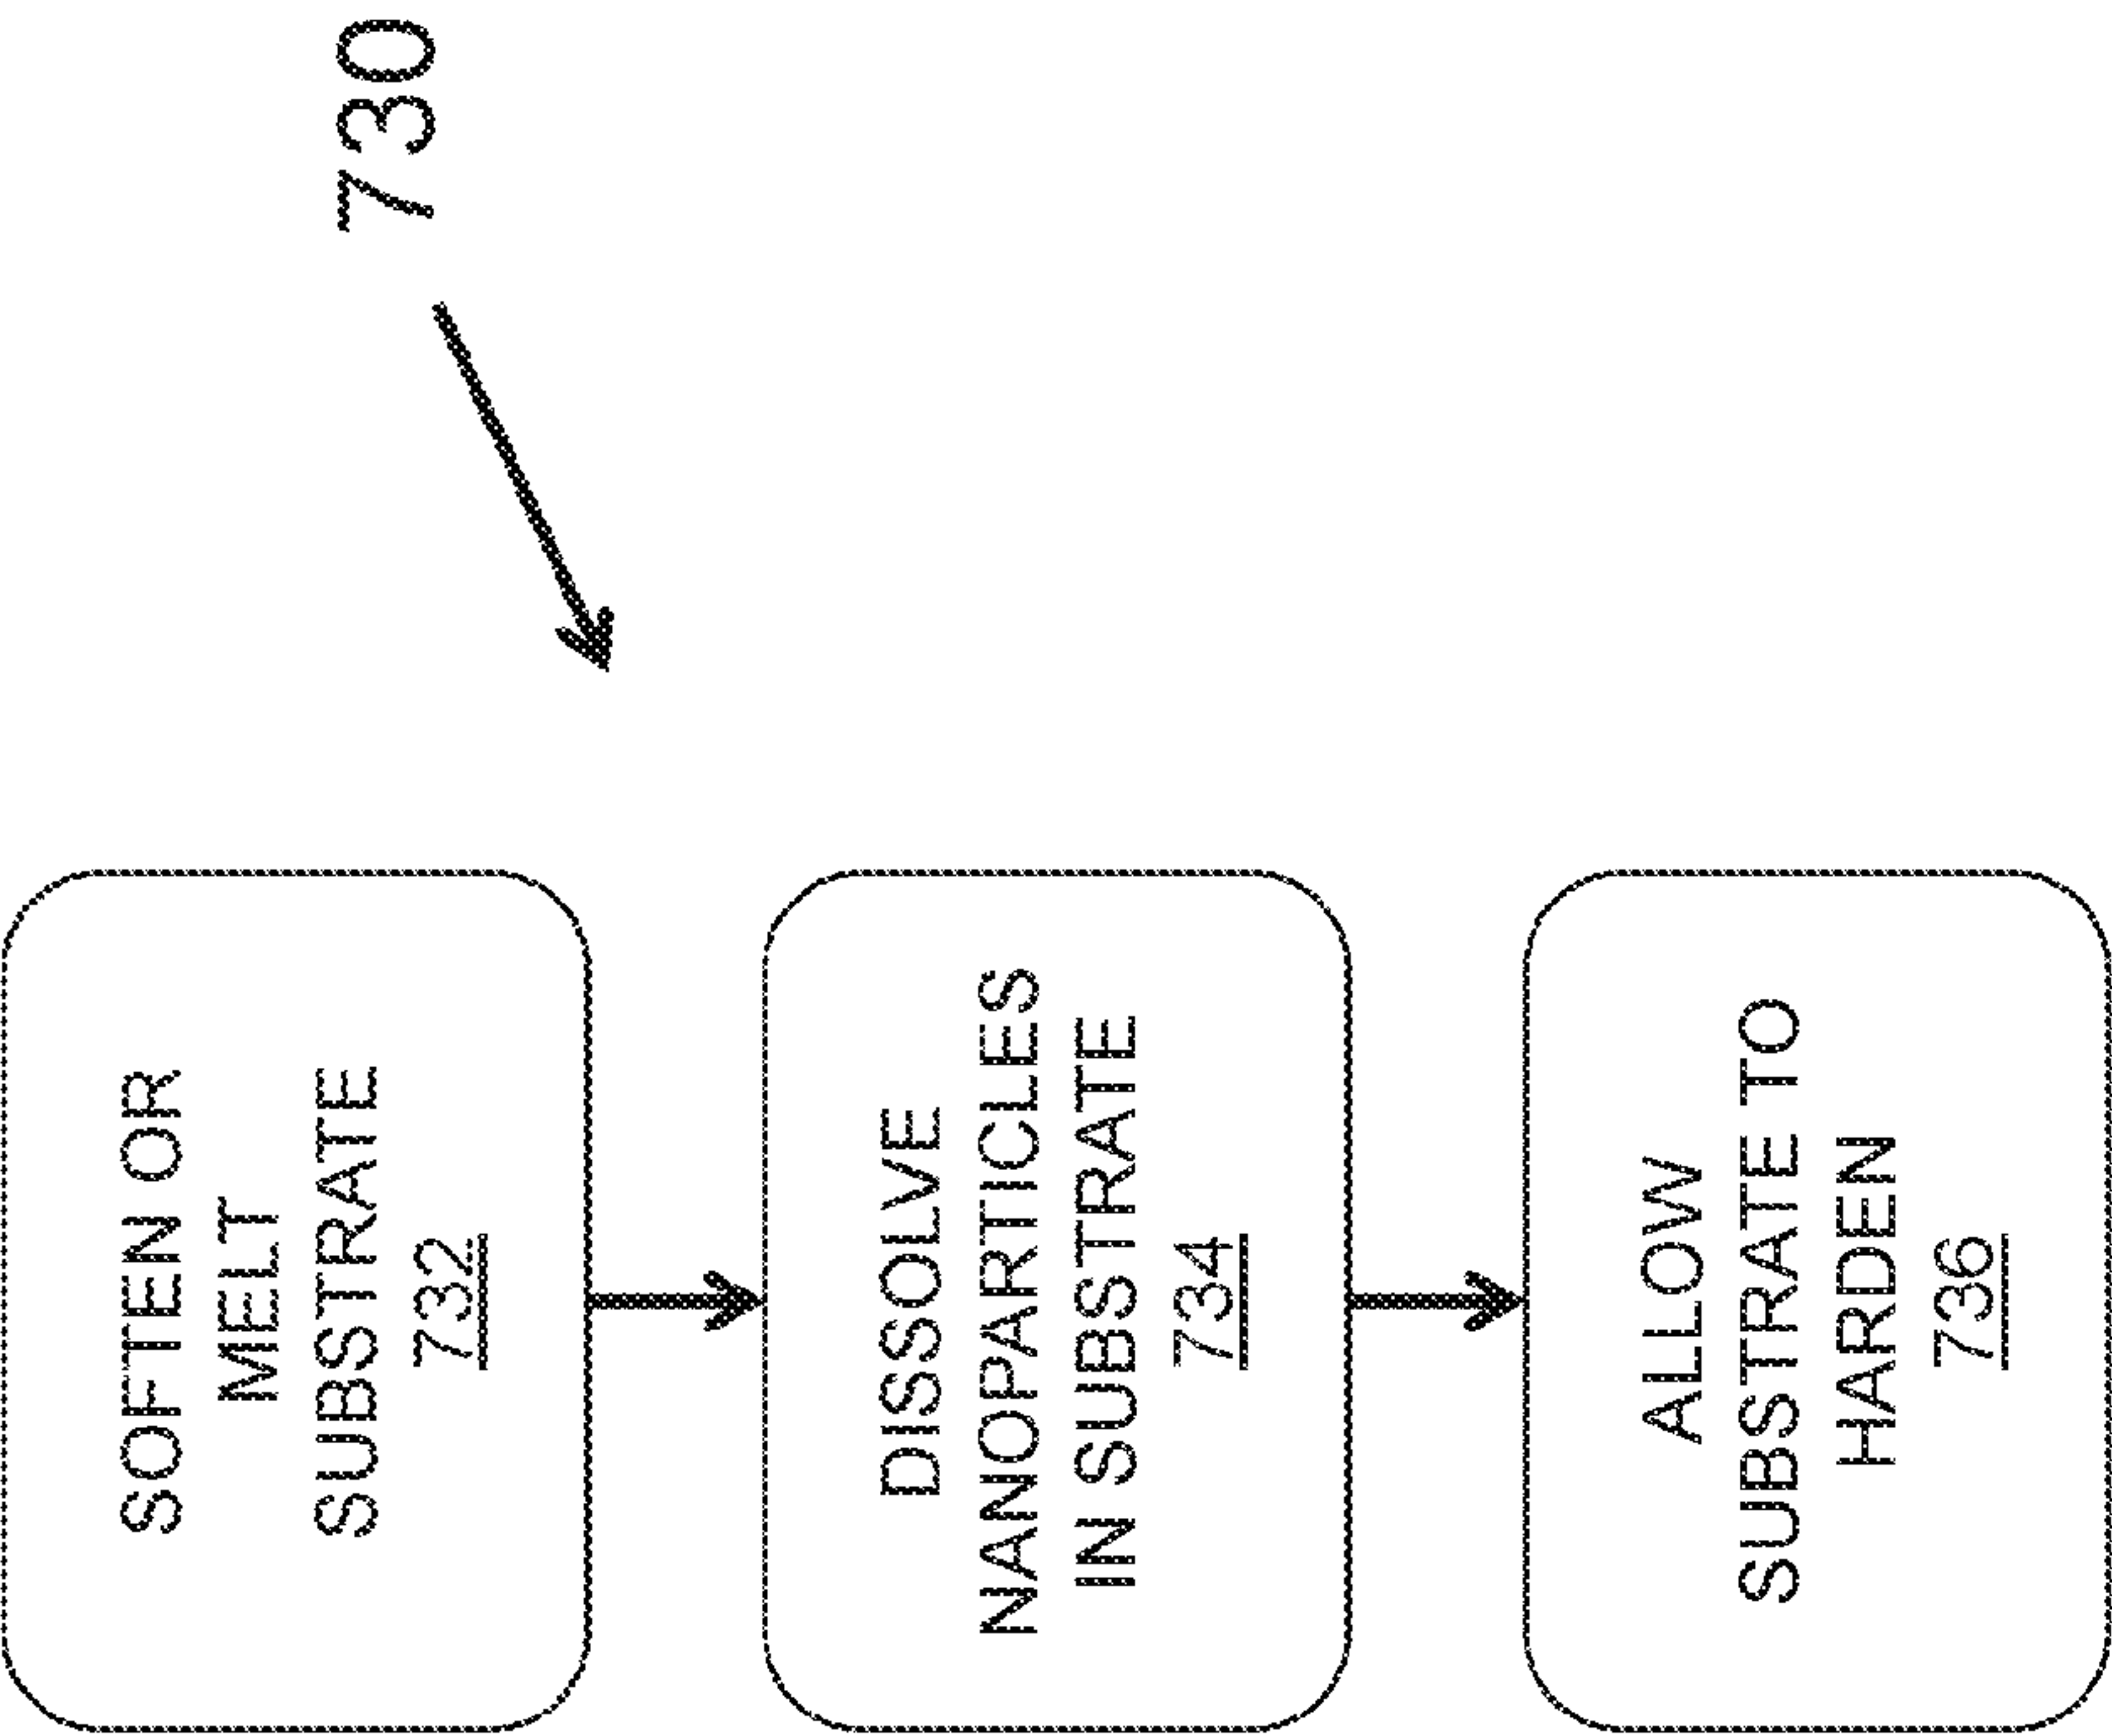 730
SOFTEN OR
MELT
SUBSTRATE
732
DISSOLVE
NANOPARTICLES
IN SUBSTRATE
734
ALLOW
SUBSTRATE TO
HARDEN
736